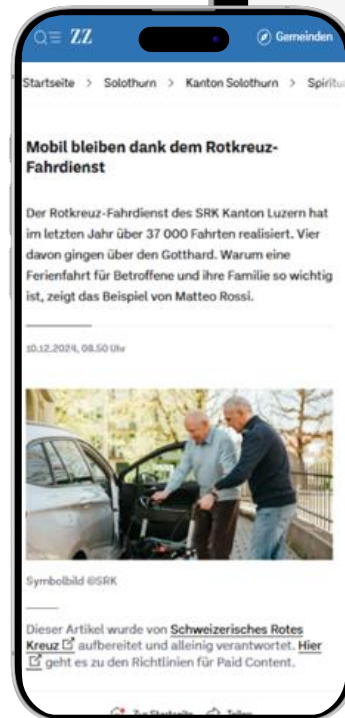 ZZ
Gemeinden
Startseite > Solothurn > Kanton Solothurn > Spiritu
Mobil bleiben dank dem Rotkreuz-
Fahrdienst
Der Rotkreuz-Fahrdienst des SRK Kanton Luzern hat
im letzten Jahr über 37 000 Fahrten realisiert. Vier
davon gingen über den Gotthard. Warum eine
Ferienfahrt für Betroffene und ihre Familie so wichtig
ist, zeigt das Beispiel von Matteo Rossi.
10.12.2024, 08.50 Uhr
Symbolbild ©SRK
Dieser Artikel wurde von Schweizerisches Rotes
Kreuz aufbereitet und alleinig verantwortet. Hier
geht es zu den Richtlinien für Paid Content.
Zur Startseite Teilen